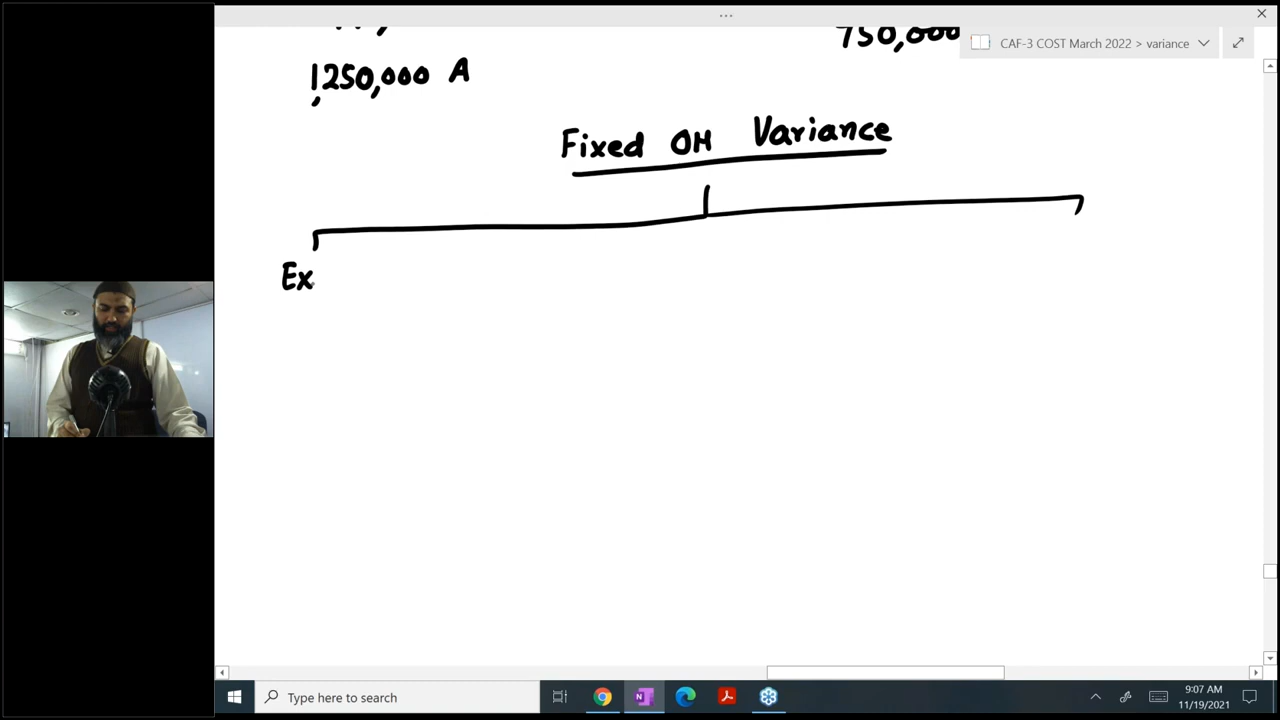 750,000
CAF-3 COST March 2022 > variance
1250,000 A
Fixed OH Variance
Ex
Type here to search
9:07 AM
11/19/2021